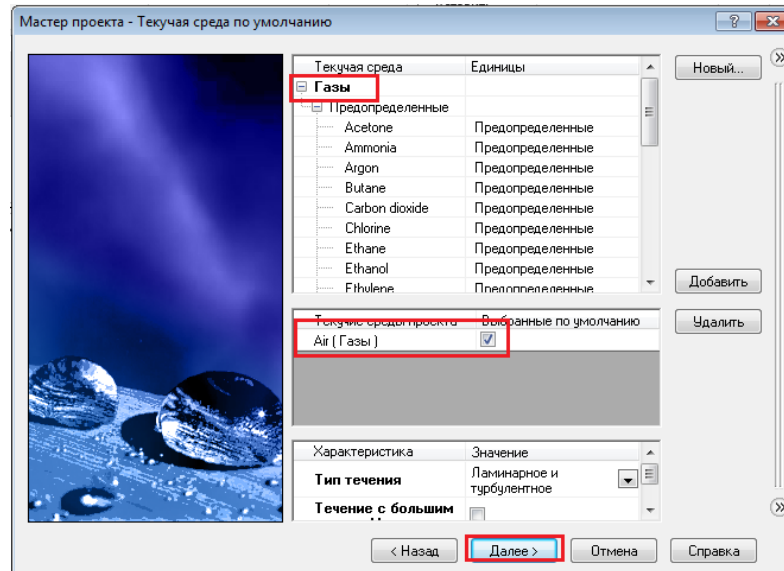 Мастер проекта - Текучая среда по умолчанию
Текучая среда Единицы
Газы
Предопределенные
Acetone Предопределенные
Ammonia Предопределенные
Argon Предопределенные
Butane Предопределенные
Carbon dioxide Предопределенные
Chlorine Предопределенные
Ethane Предопределенные
Ethanol Предопределенные
Ethylene Предопределенные
Новый...
Добавить
Удалить
Текучие среды проекта Выбранные по умолчанию
Air ( Газы )
Характеристика Значение
Тип течения Ламинарное и турбулентное
Течение с большим
< Назад Далее > Отмена Справка